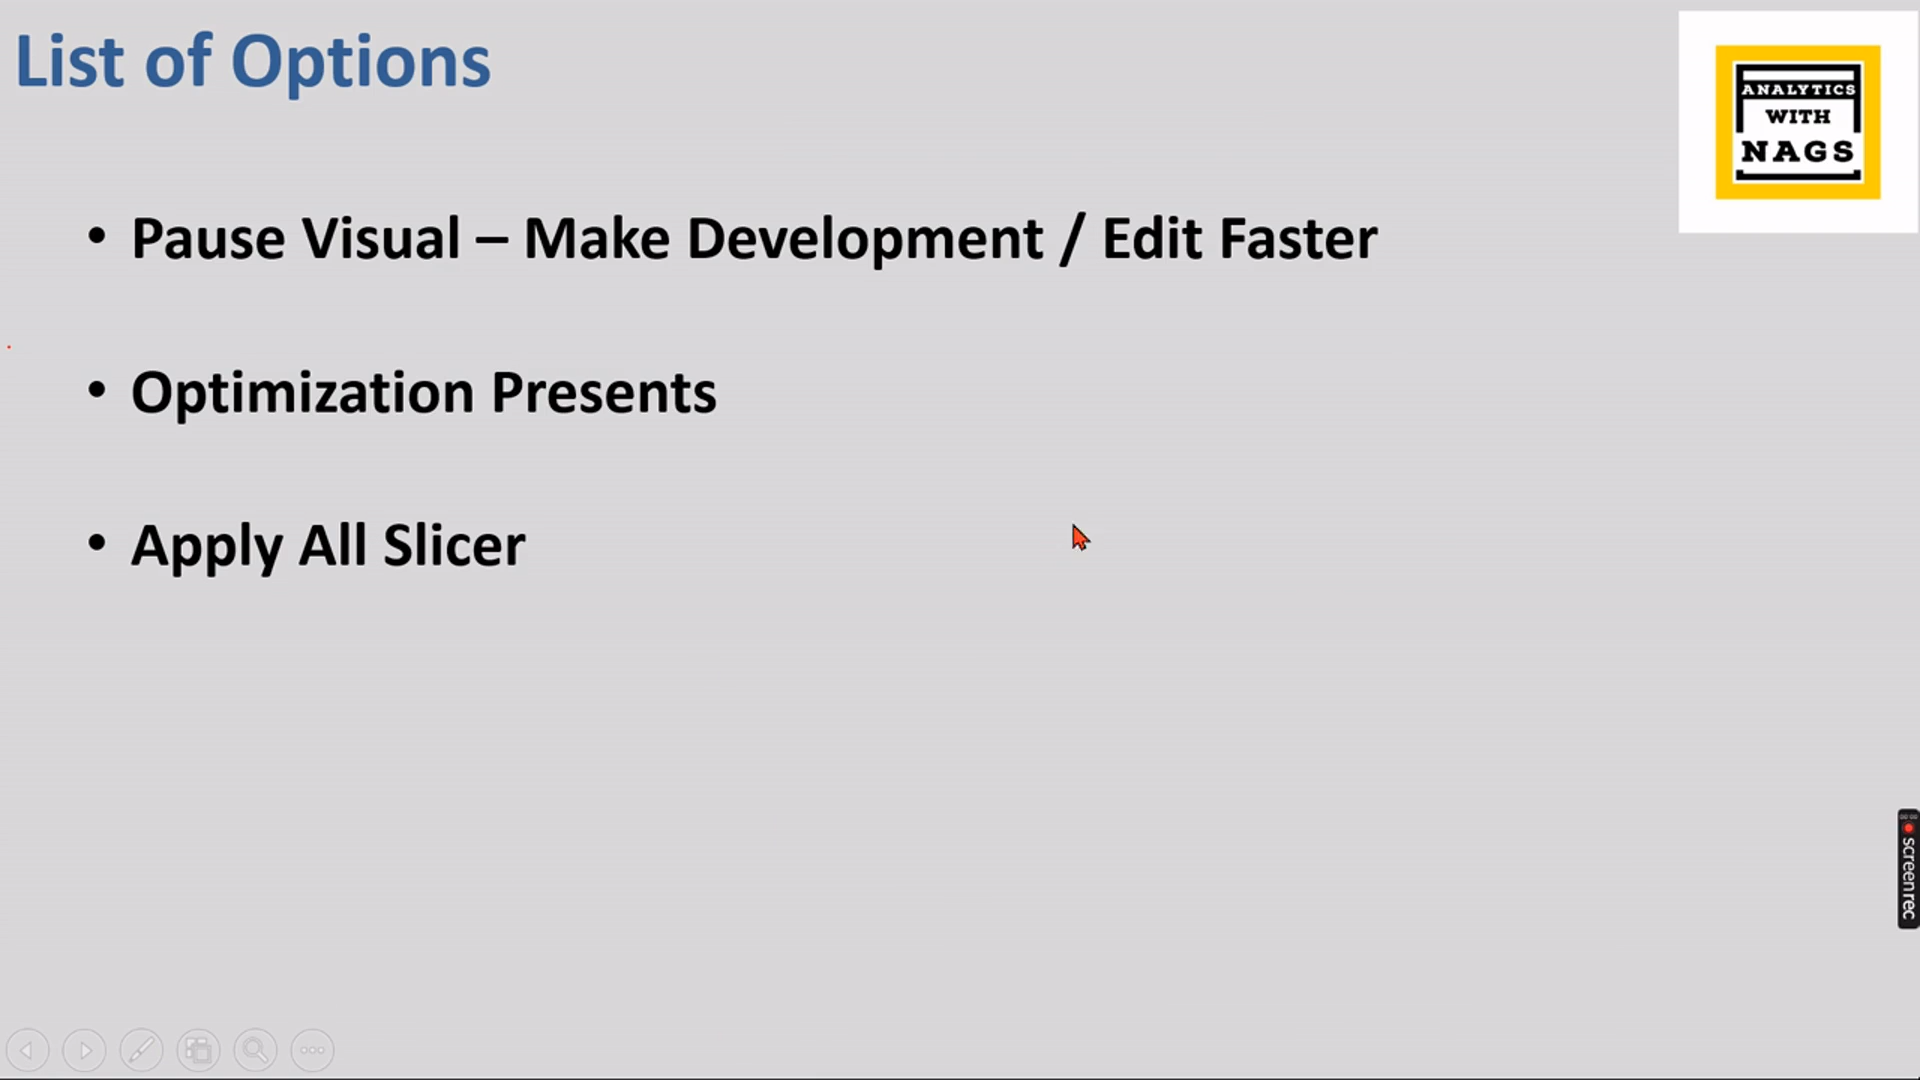 List of Options
ANALYTICS
WITH
NAGS
• Pause Visual – Make Development / Edit Faster
• Optimization Presents
• Apply All Slicer
screenrec